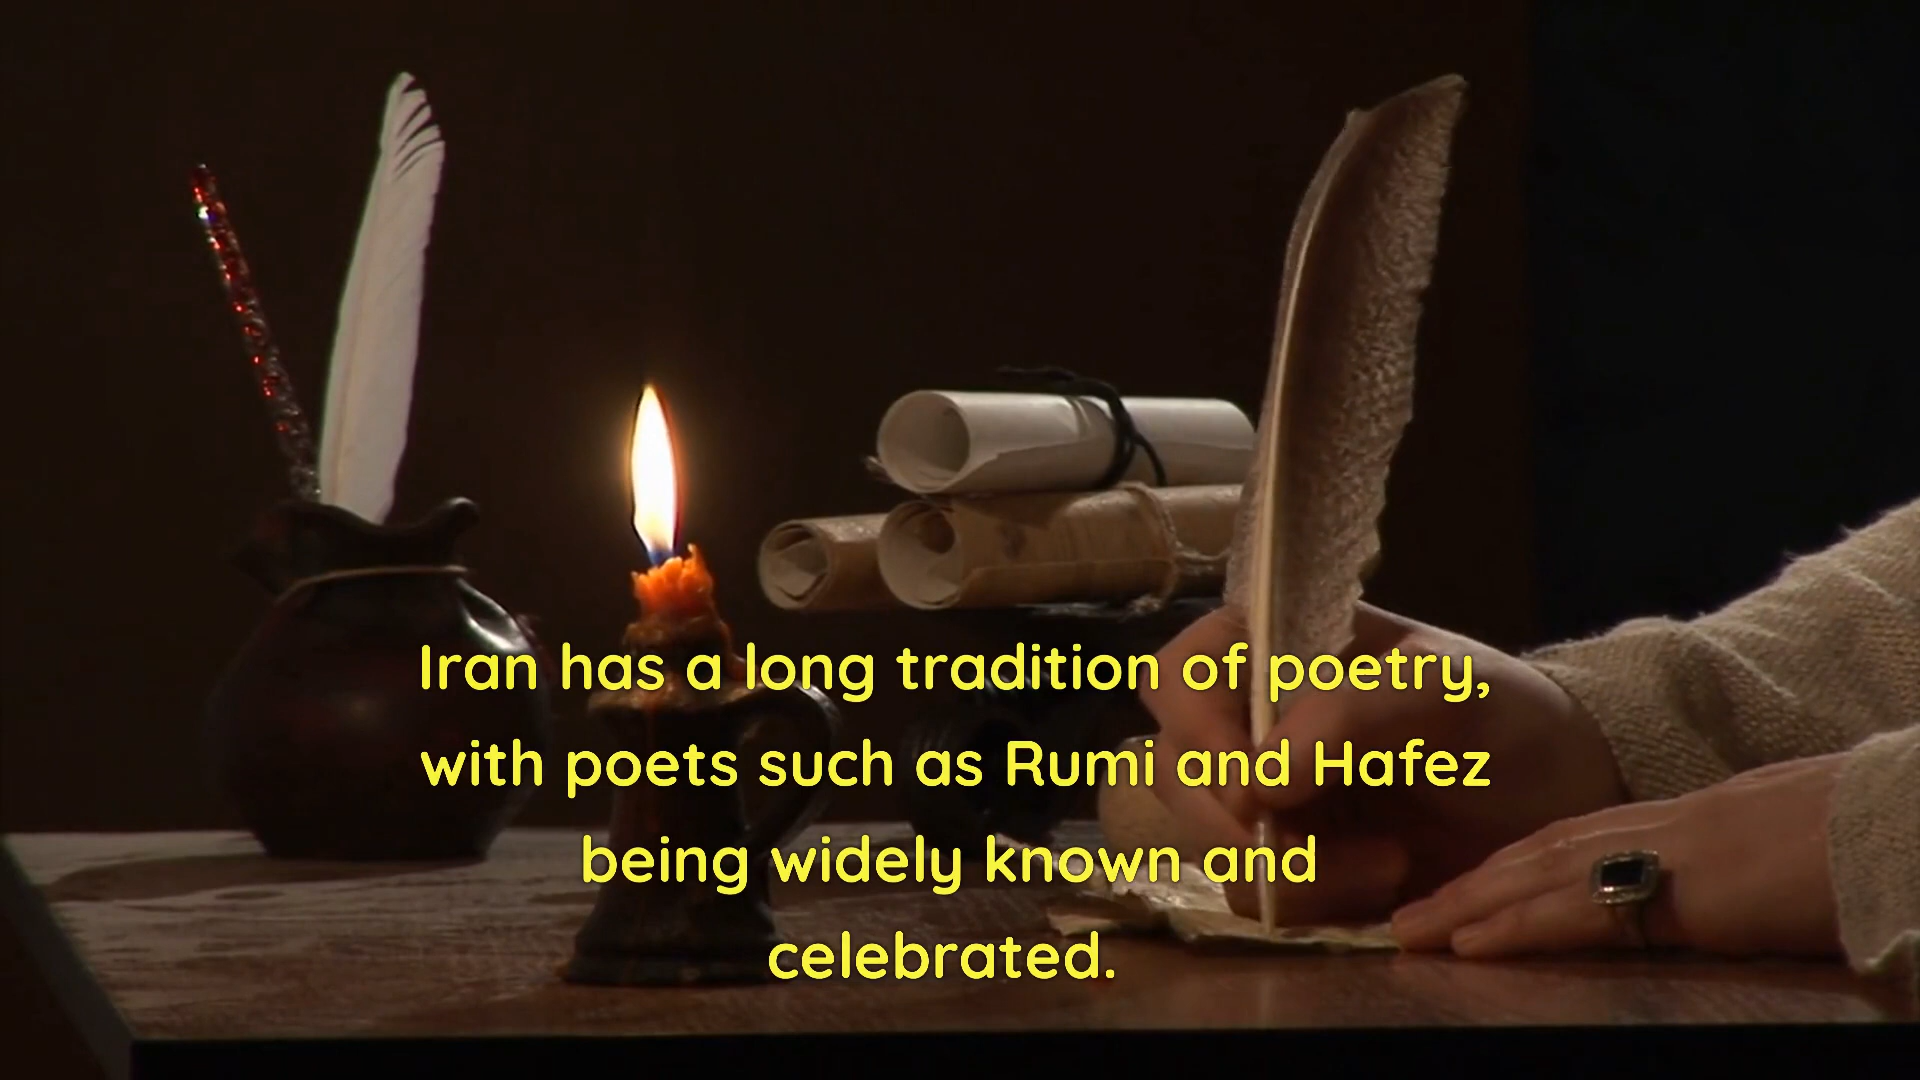 Iran has a long tradition of poetry,
with poets such as Rumi and Hafez
being widely known and
celebrated.